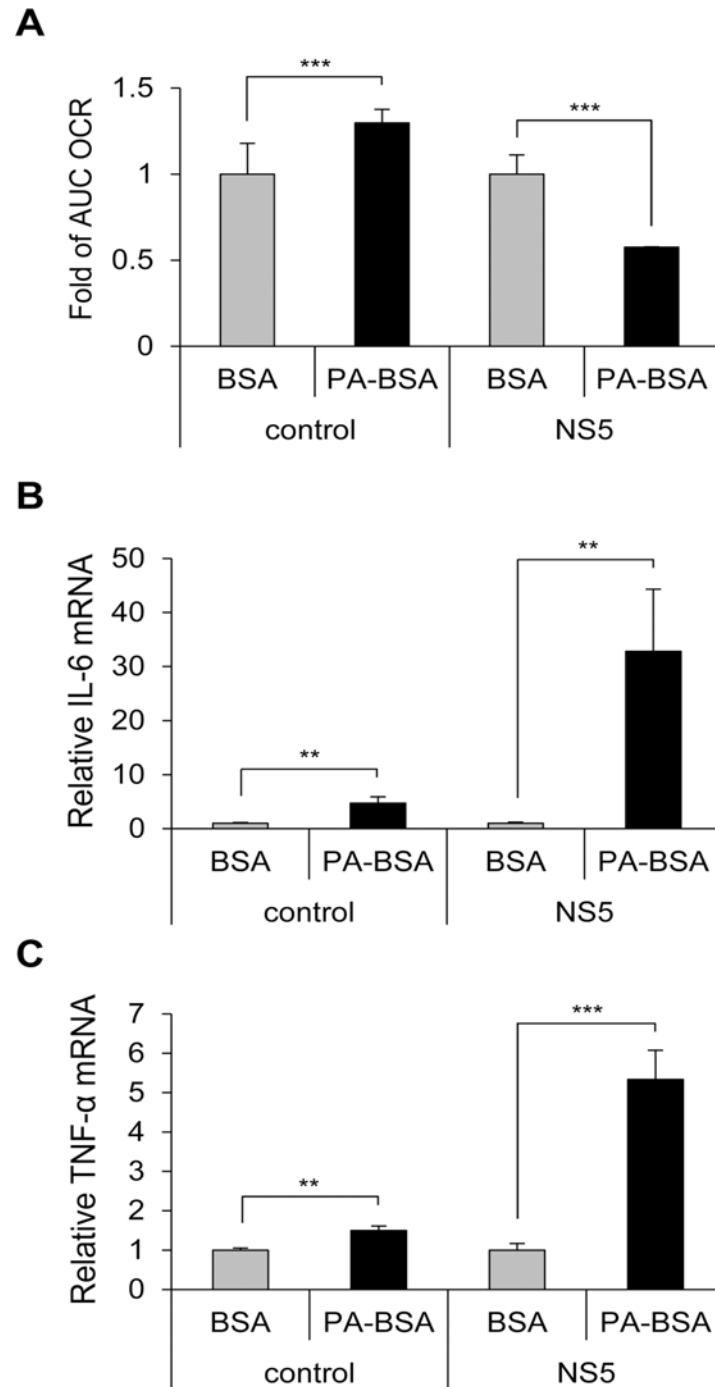 A
Fold of AUC OCR
1.5
1
0.5
0
***
***
BSA PA-BSA BSA PA-BSA
control NS5
B
Relative IL-6 mRNA
50
40
30
20
10
0
**
**
BSA PA-BSA BSA PA-BSA
control NS5
C
Relative TNF-α mRNA
7
6
5
4
3
2
1
0
**
***
BSA PA-BSA BSA PA-BSA
control NS5